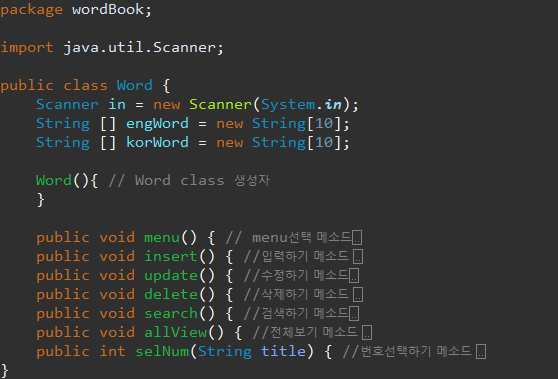 package wordBook;
import java.util.Scanner;
public class Word {
Scanner in = new Scanner(System.in);
String [] engWord = new String[10];
String [] korWord = new String[10];
Word(){ // Word class 생성자
}
public void menu() { // menu선택 메소드
public void insert() { //입력하기 메소드
public void update() { //수정하기 메소드
public void delete() { //삭제하기 메소드
public void search() { //검색하기 메소드
public void allView() { //전체보기 메소드
public int selNum(String title) { //번호선택하기 메소드
}